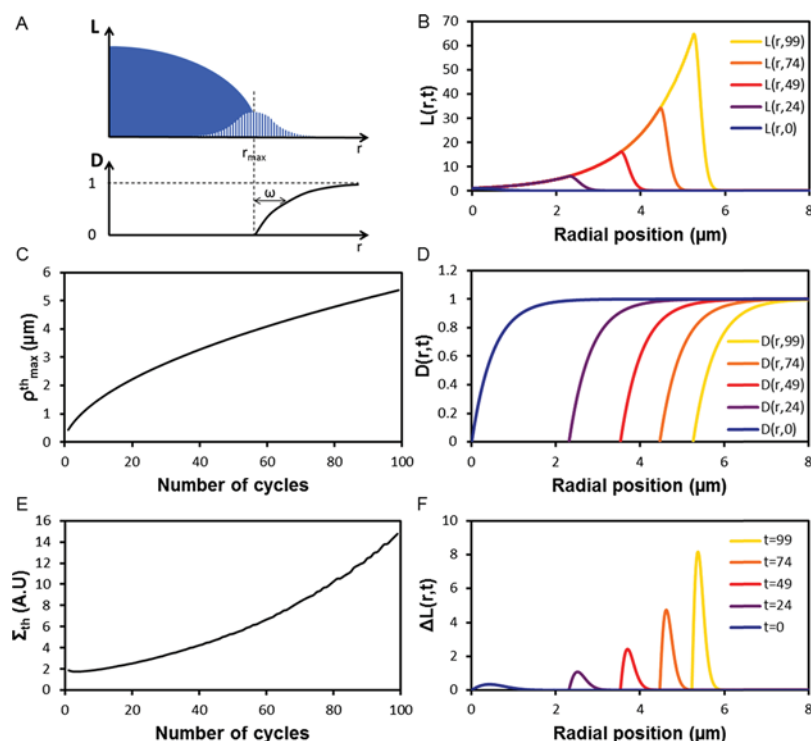 A
L
r
r max
D
1
ω
0
r
B
L(r,t)
70
60
50
40
30
20
10
0
L(r,99)
L(r,74)
L(r,49)
L(r,24)
L(r,0)
0 2 4 6 8
Radial position (µm)
C
ρ^th_max (µm)
6
5
4
3
2
1
0
0 20 40 60 80 100
Number of cycles
D
D(r,t)
1.2
1
0.8
0.6
0.4
0.2
0
D(r,99)
D(r,74)
D(r,49)
D(r,24)
D(r,0)
0 2 4 6 8
Radial position (µm)
E
Σth (A.U)
16
14
12
10
8
6
4
2
0
0 20 40 60 80 100
Number of cycles
F
ΔL(r,t)
10
8
6
4
2
0
t=99
t=74
t=49
t=24
t=0
0 2 4 6 8
Radial position (µm)